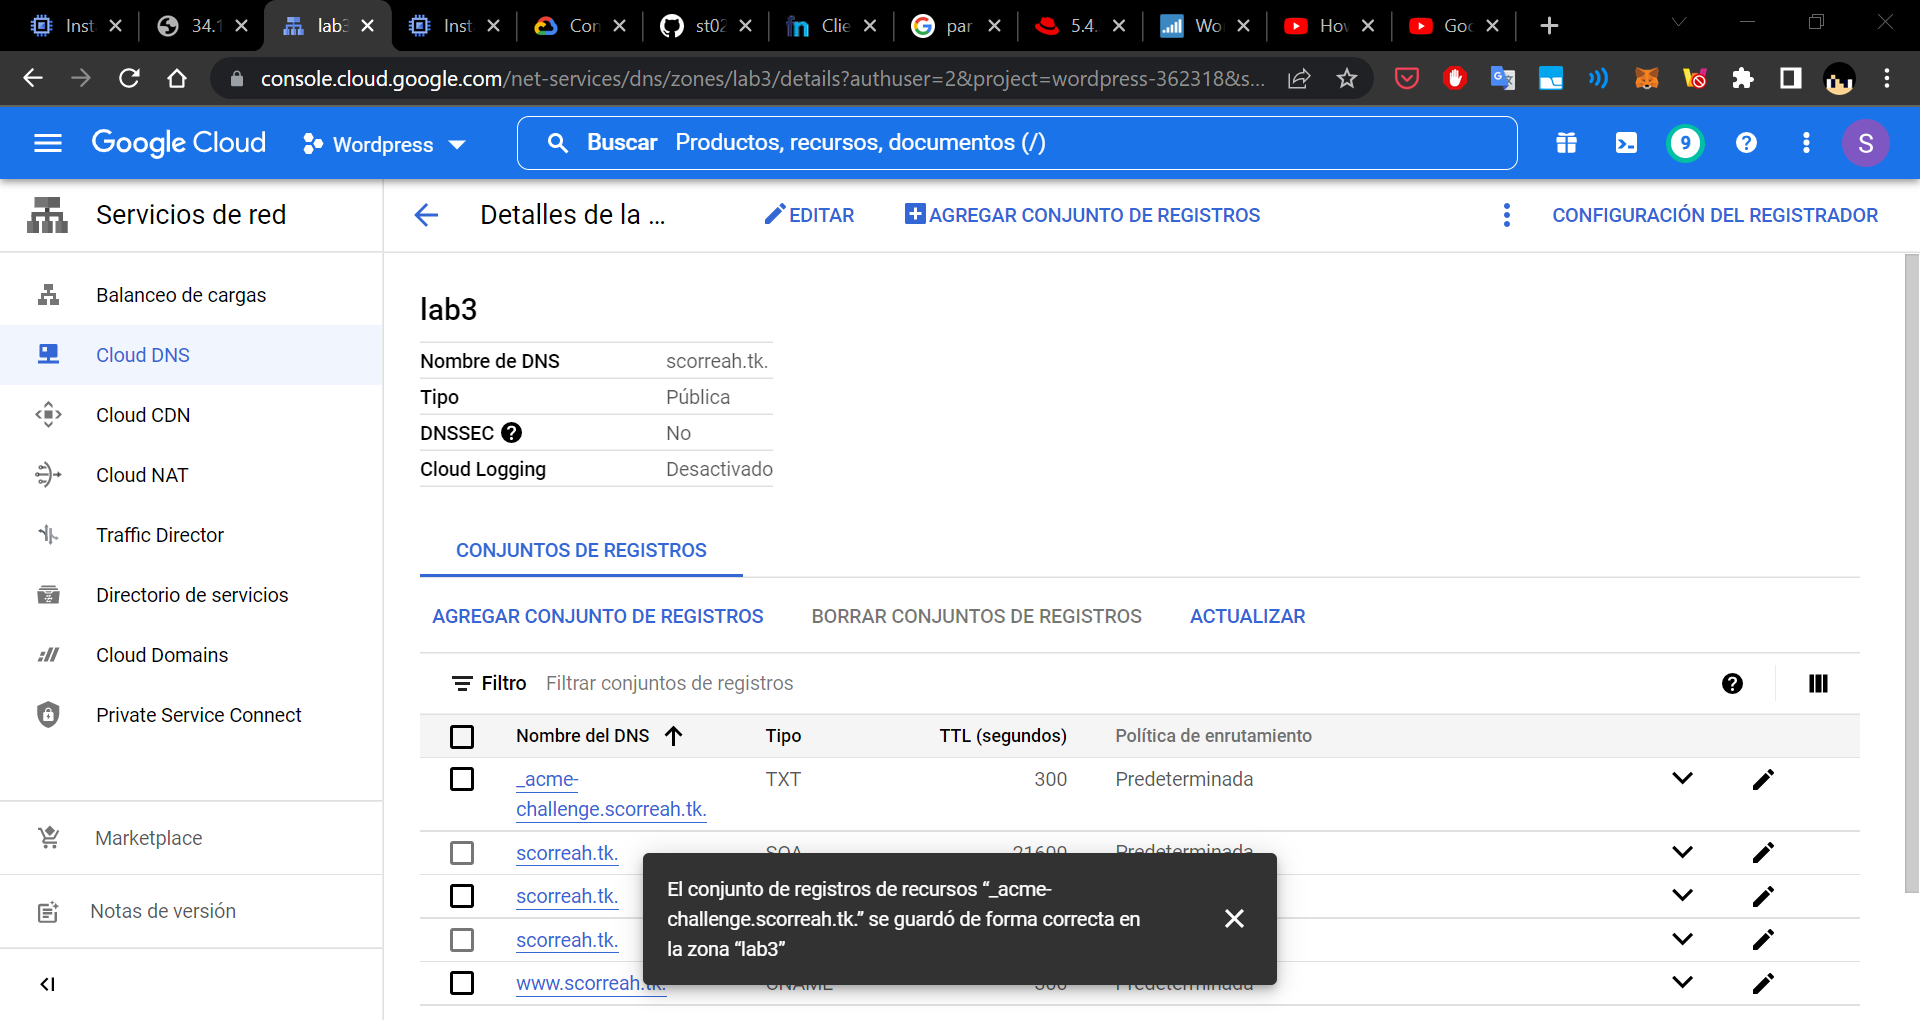 Inst
34.1
lab3
Inst
Con
st02
Clie
par
5.4.
Wo
How
Goo
console.cloud.google.com/net-services/dns/zones/lab3/details?authuser=2&project=wordpress-362318&s...
Google Cloud
Wordpress
Buscar Productos, recursos, documentos (/)
9
S
Servicios de red
Detalles de la ...
EDITAR
AGREGAR CONJUNTO DE REGISTROS
CONFIGURACIÓN DEL REGISTRADOR
Balanceo de cargas
Cloud DNS
Cloud CDN
Cloud NAT
Traffic Director
Directorio de servicios
Cloud Domains
Private Service Connect
Marketplace
Notas de versión
lab3
Nombre de DNS scorreah.tk.
Tipo Pública
DNSSEC No
Cloud Logging Desactivado
CONJUNTOS DE REGISTROS
AGREGAR CONJUNTO DE REGISTROS BORRAR CONJUNTOS DE REGISTROS ACTUALIZAR
Filtro Filtrar conjuntos de registros
Nombre del DNS Tipo TTL (segundos) Política de enrutamiento
_acme- TXT 300 Predeterminada
challenge.scorreah.tk.
scorreah.tk. SOA 21600 Predeterminada
scorreah.tk.
scorreah.tk.
www.scorreah.tk. CNAME 300 Predeterminada
El conjunto de registros de recursos “_acme-
challenge.scorreah.tk.” se guardó de forma correcta en
la zona “lab3”